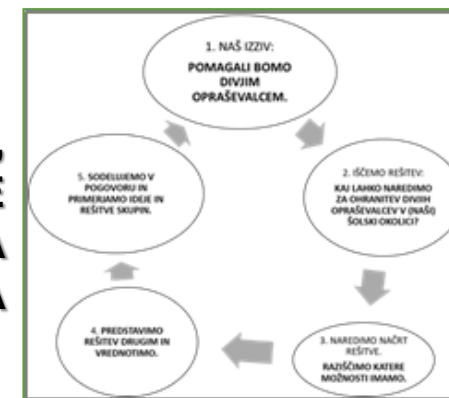 1. NAŠ IZZIV:
POMAGALI BOMO
DIVJIM
OPRAŠEVALCEM.
2. IŠČEMO REŠITEV:
KAJ LAHKO NAREDIMO
ZA OHRANITEV DIVJIH
OPRAŠEVALCEV V (NAŠI)
ŠOLSKI OKOLICI?
3. NAREDIMO NAČRT
REŠITVE.
RAZIŠČIMO KATERE
MOŽNOSTI IMAMO.
4. PREDSTAVIMO
REŠITEV DRUGIM IN
VREDNOTIMO.
5. SODELUJEMO V
POGOVORU IN
PRIMERJAMO IDEJE IN
REŠITVE SKUPIN.